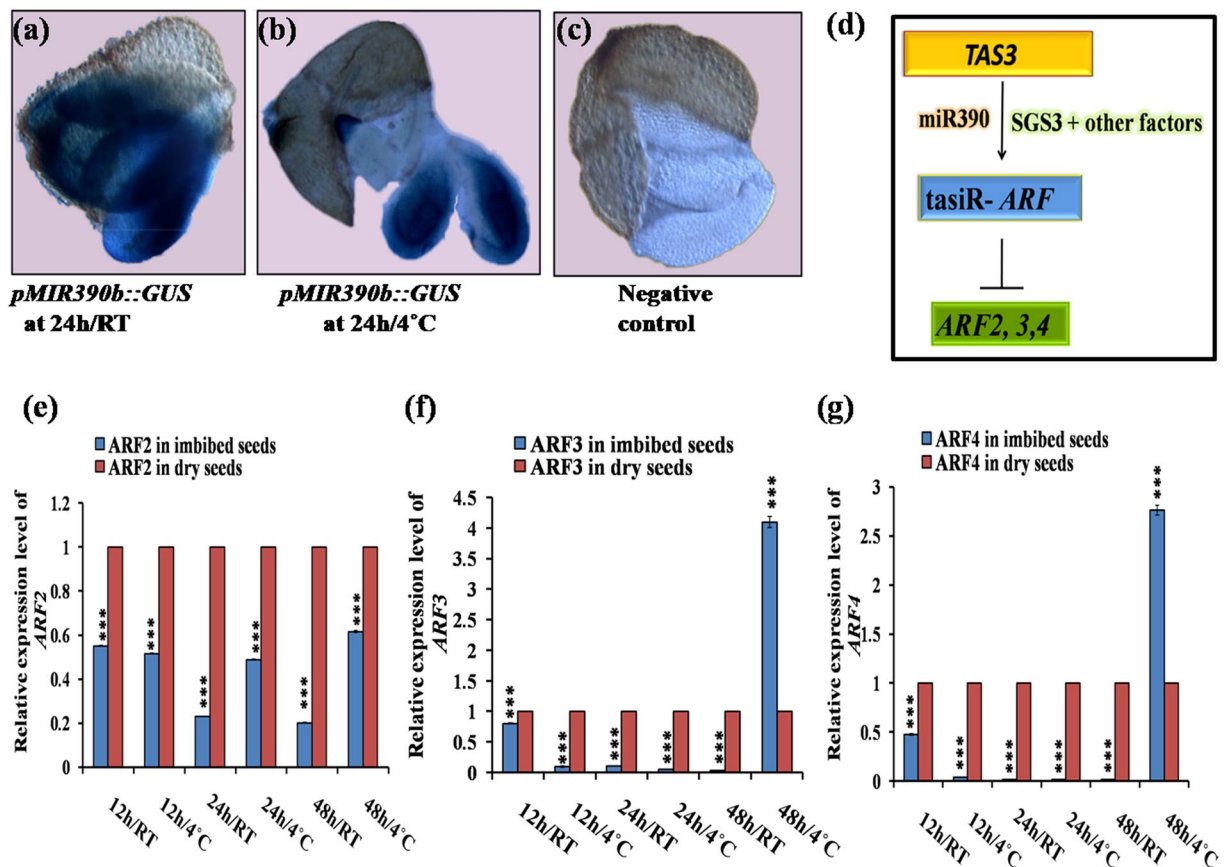 (a)
(b)
(c)
(d)
pMIR390b::GUS
at 24h/RT
pMIR390b::GUS
at 24h/4°C
Negative
control
TAS3
miR390
SGS3 + other factors
tasiR- ARF
ARF2, 3,4
(e)
ARF2 in imbibed seeds
ARF2 in dry seeds
Relative expression level of
ARF2
1.2
1
0.8
0.6
0.4
0.2
0
***
***
***
***
***
***
12h/RT
12h/4°C
24h/RT
24h/4°C
48h/RT
48h/4°C
(f)
ARF3 in imbibed seeds
ARF3 in dry seeds
Relative expression level of
ARF3
4.5
4
3.5
3
2.5
2
1.5
1
0.5
0
***
***
***
***
***
***
12h/RT
12h/4°C
24h/RT
24h/4°C
48h/RT
48h/4°C
(g)
ARF4 in imbibed seeds
ARF4 in dry seeds
Relative expression level of
ARF4
3
2.5
2
1.5
1
0.5
0
***
***
***
***
***
***
12h/RT
12h/4°C
24h/RT
24h/4°C
48h/RT
48h/4°C